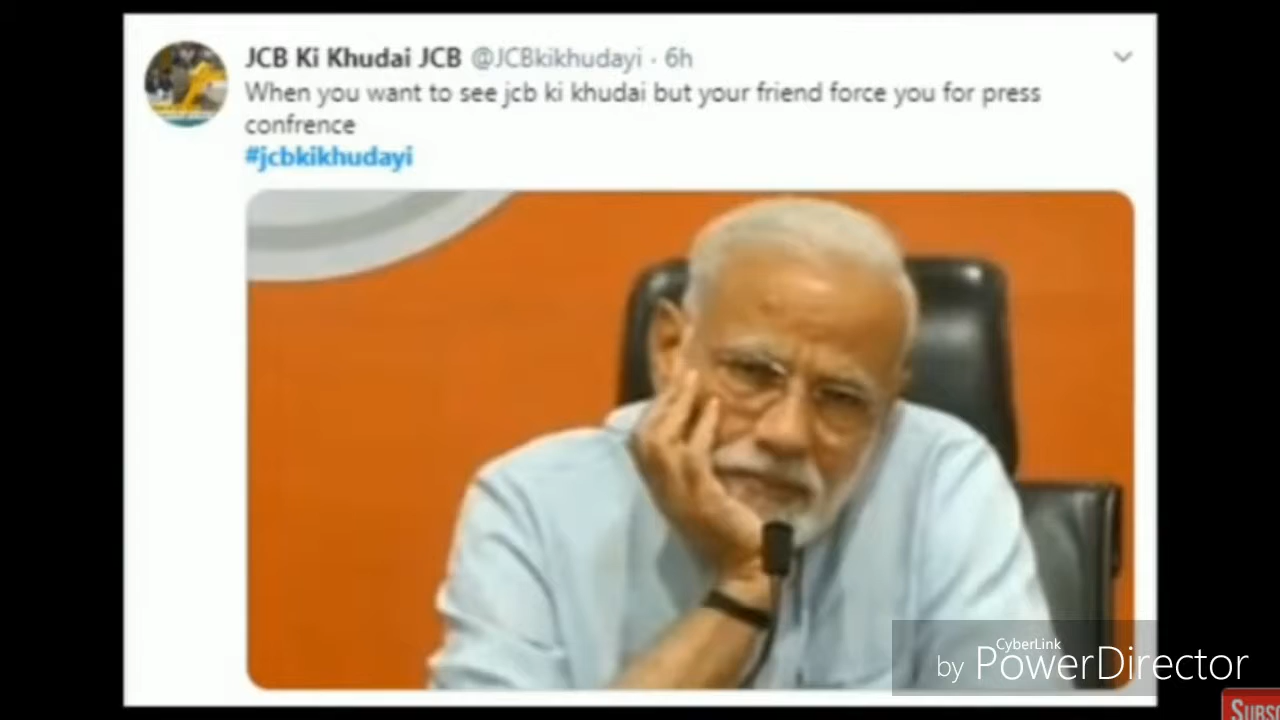 JCB Ki Khudai JCB @JCBkikhudayi · 6h
When you want to see jcb ki khudai but your friend force you for press
confrence
#jcbkikhudayi
CyberLink
by PowerDirector